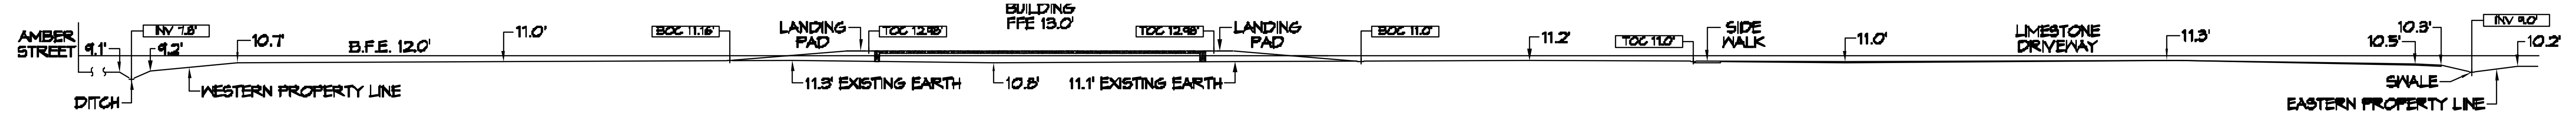 AMBER
STREET
9.1'
INV 7.8'
9.2'
10.7'
B.F.E. 12.0'
11.0'
BOC 11.16'
LANDING
PAD
TOC 12.98'
BUILDING
FFE 13.0'
TOC 12.98'
LANDING
PAD
BOC 11.0'
11.2'
TOC 11.0'
SIDE
WALK
11.0'
LIMESTONE
DRIVEWAY
11.3'
10.5'
10.3'
INV 9.0'
10.2'
DITCH
WESTERN PROPERTY LINE
11.3' EXISTING EARTH
10.8'
11.1' EXISTING EARTH
SWALE
EASTERN PROPERTY LINE